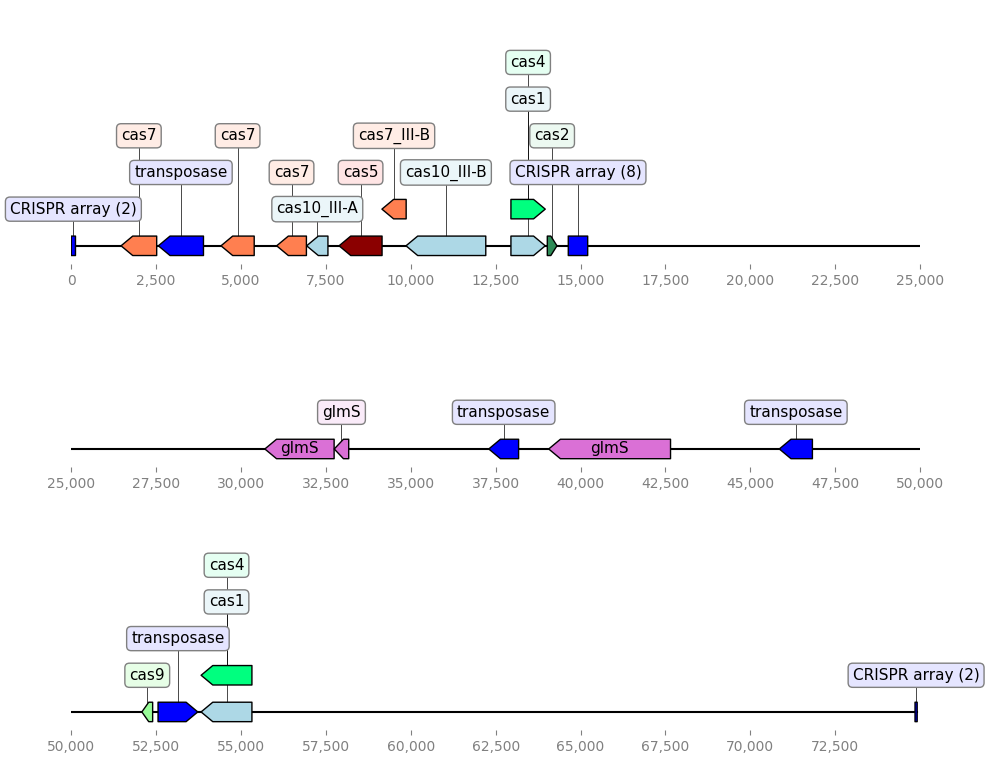 cas4
cas1
cas7
cas7
cas7_III-B
cas2
transposase
cas7
cas5
cas10_III-B
CRISPR array (8)
CRISPR array (2)
cas10_III-A
0
2,500
5,000
7,500
10,000
12,500
15,000
17,500
20,000
22,500
25,000
glmS
transposase
transposase
glmS
glmS
25,000
27,500
30,000
32,500
35,000
37,500
40,000
42,500
45,000
47,500
50,000
cas4
cas1
transposase
cas9
CRISPR array (2)
50,000
52,500
55,000
57,500
60,000
62,500
65,000
67,500
70,000
72,500